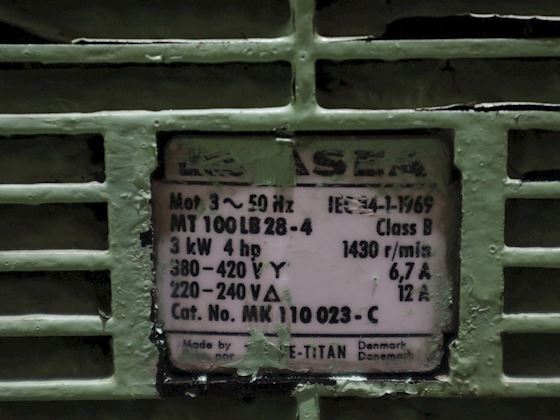 ASEA
Mot. 3 ~ 50 Hz IEC 34-1-1969
MT 100 LB 28-4 Class B
3 kW 4 hp 1430 r/min
380-420 V Y 6,7 A
220-240 V △ 12 A
Cat. No. MK 110 023-C
Made by E-TITAN Denmark
por Danemark